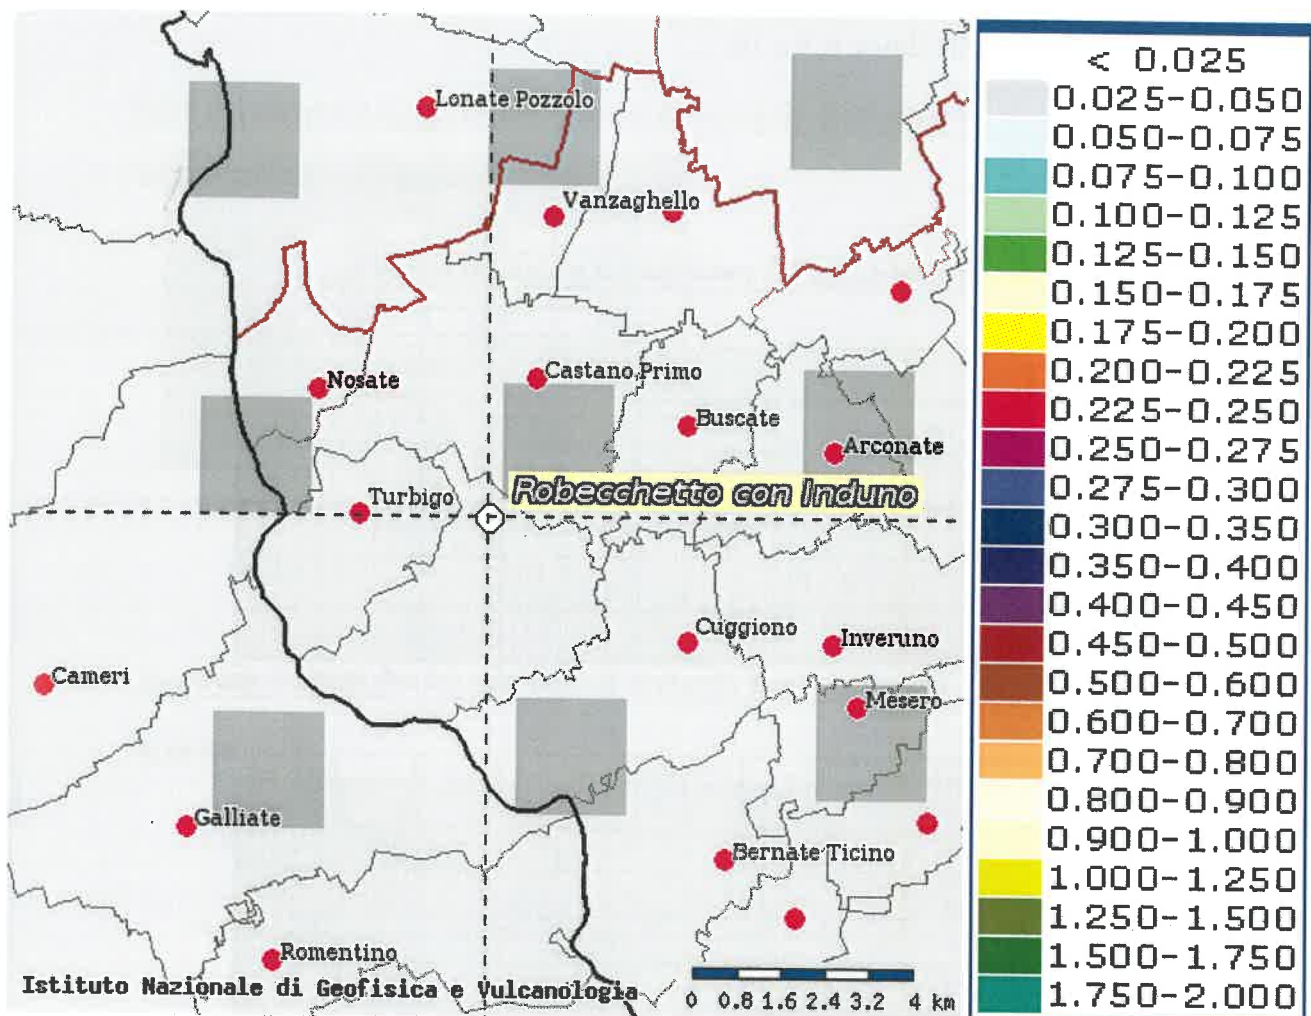 Lonate Pozzolo
Vanzaghello
Nosate
Castano Primo
Buscate
Arconate
Turbigo
Robecchetto con Induno
Cuggiono
Inveruno
Cameri
Mesero
Galliate
Bernate Ticino
Romentino
Istituto Nazionale di Geofisica e Vulcanologia
0 0.8 1.6 2.4 3.2 4 km
< 0.025
0.025-0.050
0.050-0.075
0.075-0.100
0.100-0.125
0.125-0.150
0.150-0.175
0.175-0.200
0.200-0.225
0.225-0.250
0.250-0.275
0.275-0.300
0.300-0.350
0.350-0.400
0.400-0.450
0.450-0.500
0.500-0.600
0.600-0.700
0.700-0.800
0.800-0.900
0.900-1.000
1.000-1.250
1.250-1.500
1.500-1.750
1.750-2.000